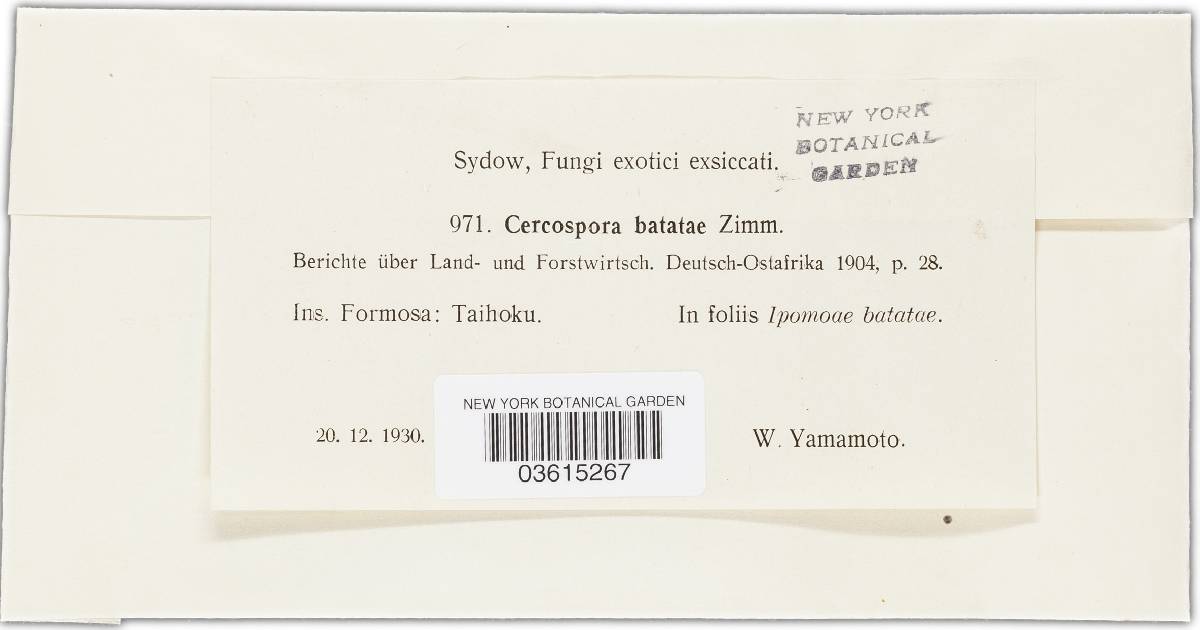 NEW YORK
BOTANICAL
GARDEN
Sydow, Fungi exotici exsiccati.
971. Cercospora batatae Zimm.
Berichte über Land- und Forstwirtsch. Deutsch-Ostafrika 1904, p. 28.
Ins. Formosa: Taihoku. In foliis Ipomoae batatae.
NEW YORK BOTANICAL GARDEN
03615267
20. 12. 1930. W. Yamamoto.